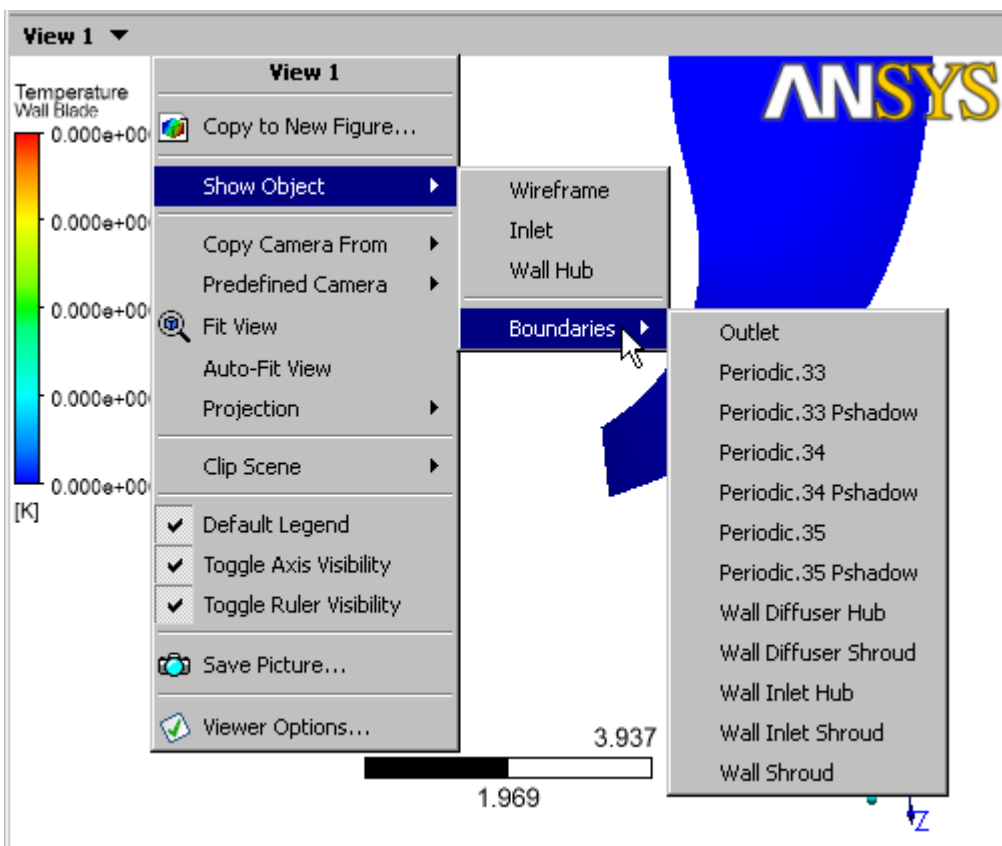 View 1
Temperature
Wall Blade
0.000e+00
0.000e+00
0.000e+00
0.000e+00
0.000e+00
[K]
View 1
Copy to New Figure...
Show Object
Copy Camera From
Predefined Camera
Fit View
Auto-Fit View
Projection
Clip Scene
Default Legend
Toggle Axis Visibility
Toggle Ruler Visibility
Save Picture...
Viewer Options...
Wireframe
Inlet
Wall Hub
Boundaries
Outlet
Periodic.33
Periodic.33 Pshadow
Periodic.34
Periodic.34 Pshadow
Periodic.35
Periodic.35 Pshadow
Wall Diffuser Hub
Wall Diffuser Shroud
Wall Inlet Hub
Wall Inlet Shroud
Wall Shroud
ANSYS
3.937
1.969
Z